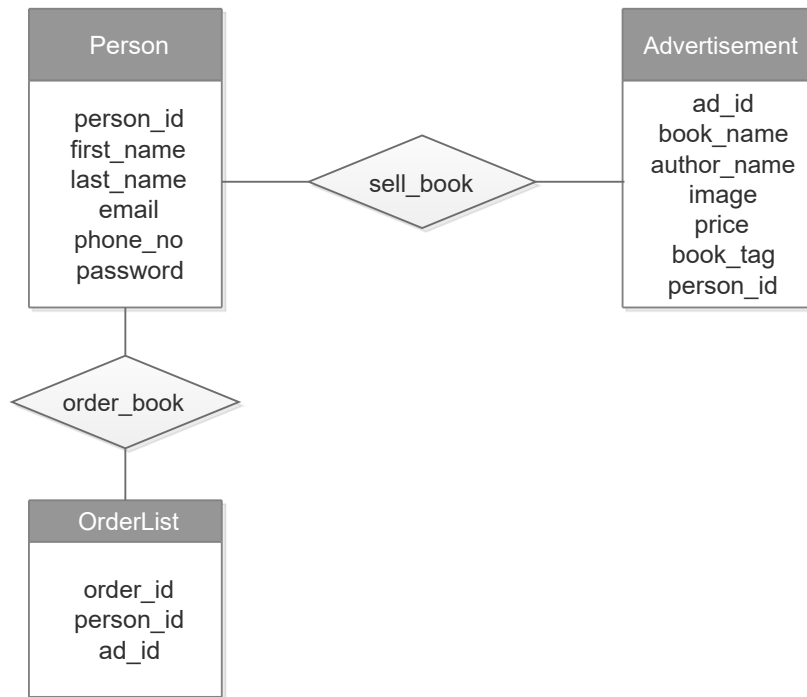 Person
person_id
first_name
last_name
email
phone_no
password
sell_book
Advertisement
ad_id
book_name
author_name
image
price
book_tag
person_id
order_book
OrderList
order_id
person_id
ad_id